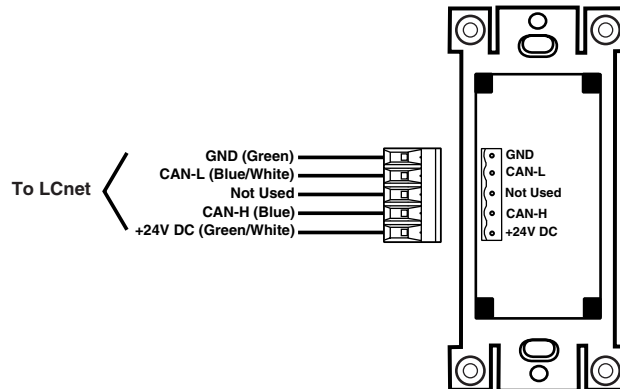 To LCnet
GND (Green)
CAN-L (Blue/White)
Not Used
CAN-H (Blue)
+24V DC (Green/White)
GND
CAN-L
Not Used
CAN-H
+24V DC